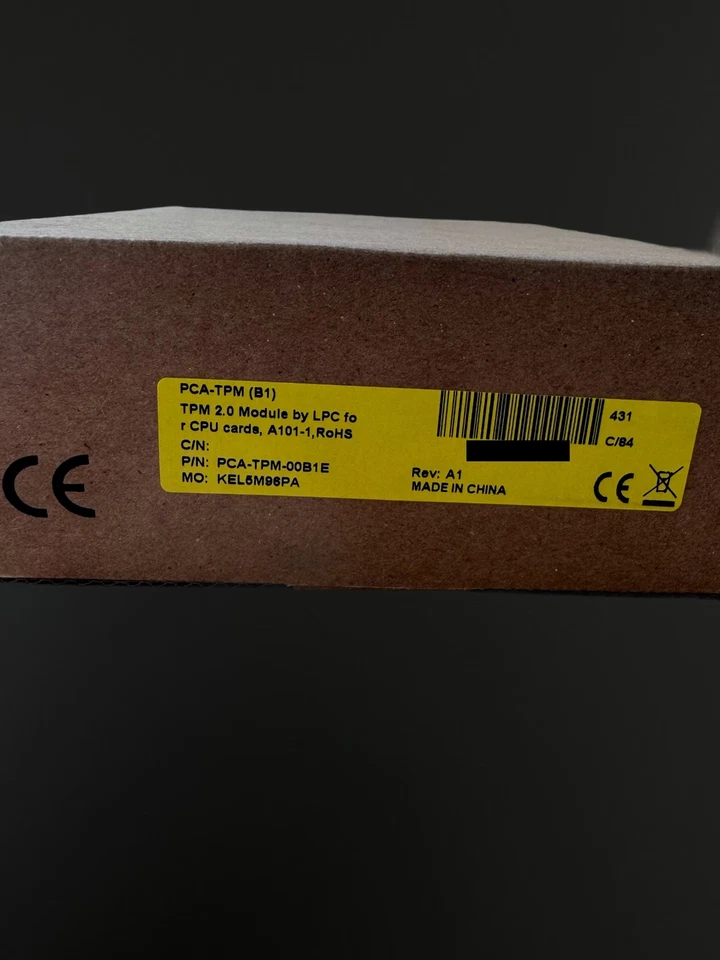 PCA-TPM (B1)
TPM 2.0 Module by LPC fo
r CPU cards, A101-1,RoHS
C/N:
P/N: PCA-TPM-00B1E
MO: KEL5M96PA
431
C/84
Rev: A1
MADE IN CHINA
CE
CE